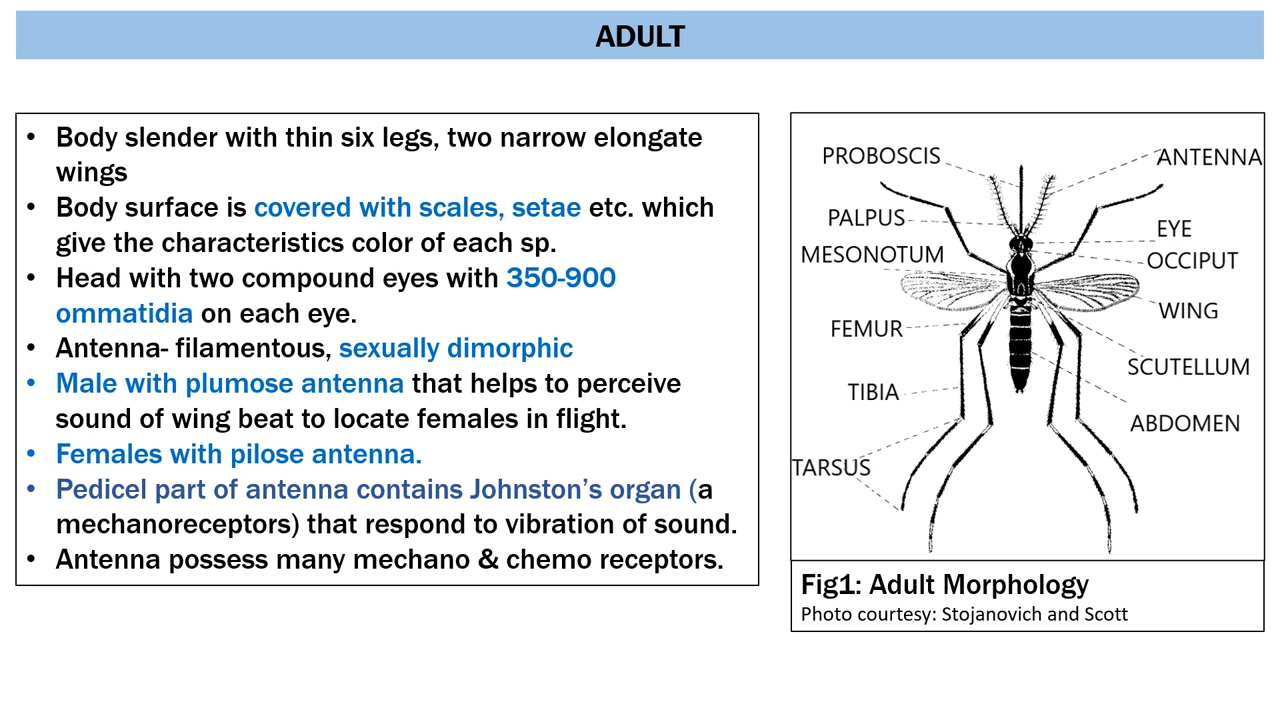 ADULT
• Body slender with thin six legs, two narrow elongate
wings
• Body surface is covered with scales, setae etc. which
give the characteristics color of each sp.
• Head with two compound eyes with 350-900
ommatidia on each eye.
• Antenna- filamentous, sexually dimorphic
• Male with plumose antenna that helps to perceive
sound of wing beat to locate females in flight.
• Females with pilose antenna.
• Pedicel part of antenna contains Johnston’s organ (a
mechanoreceptors) that respond to vibration of sound.
• Antenna possess many mechano & chemo receptors.
PROBOSCIS
ANTENNA
PALPUS
EYE
MESONOTUM
OCCIPUT
WING
FEMUR
SCUTELLUM
TIBIA
ABDOMEN
TARSUS
Fig1: Adult Morphology
Photo courtesy: Stojanovich and Scott